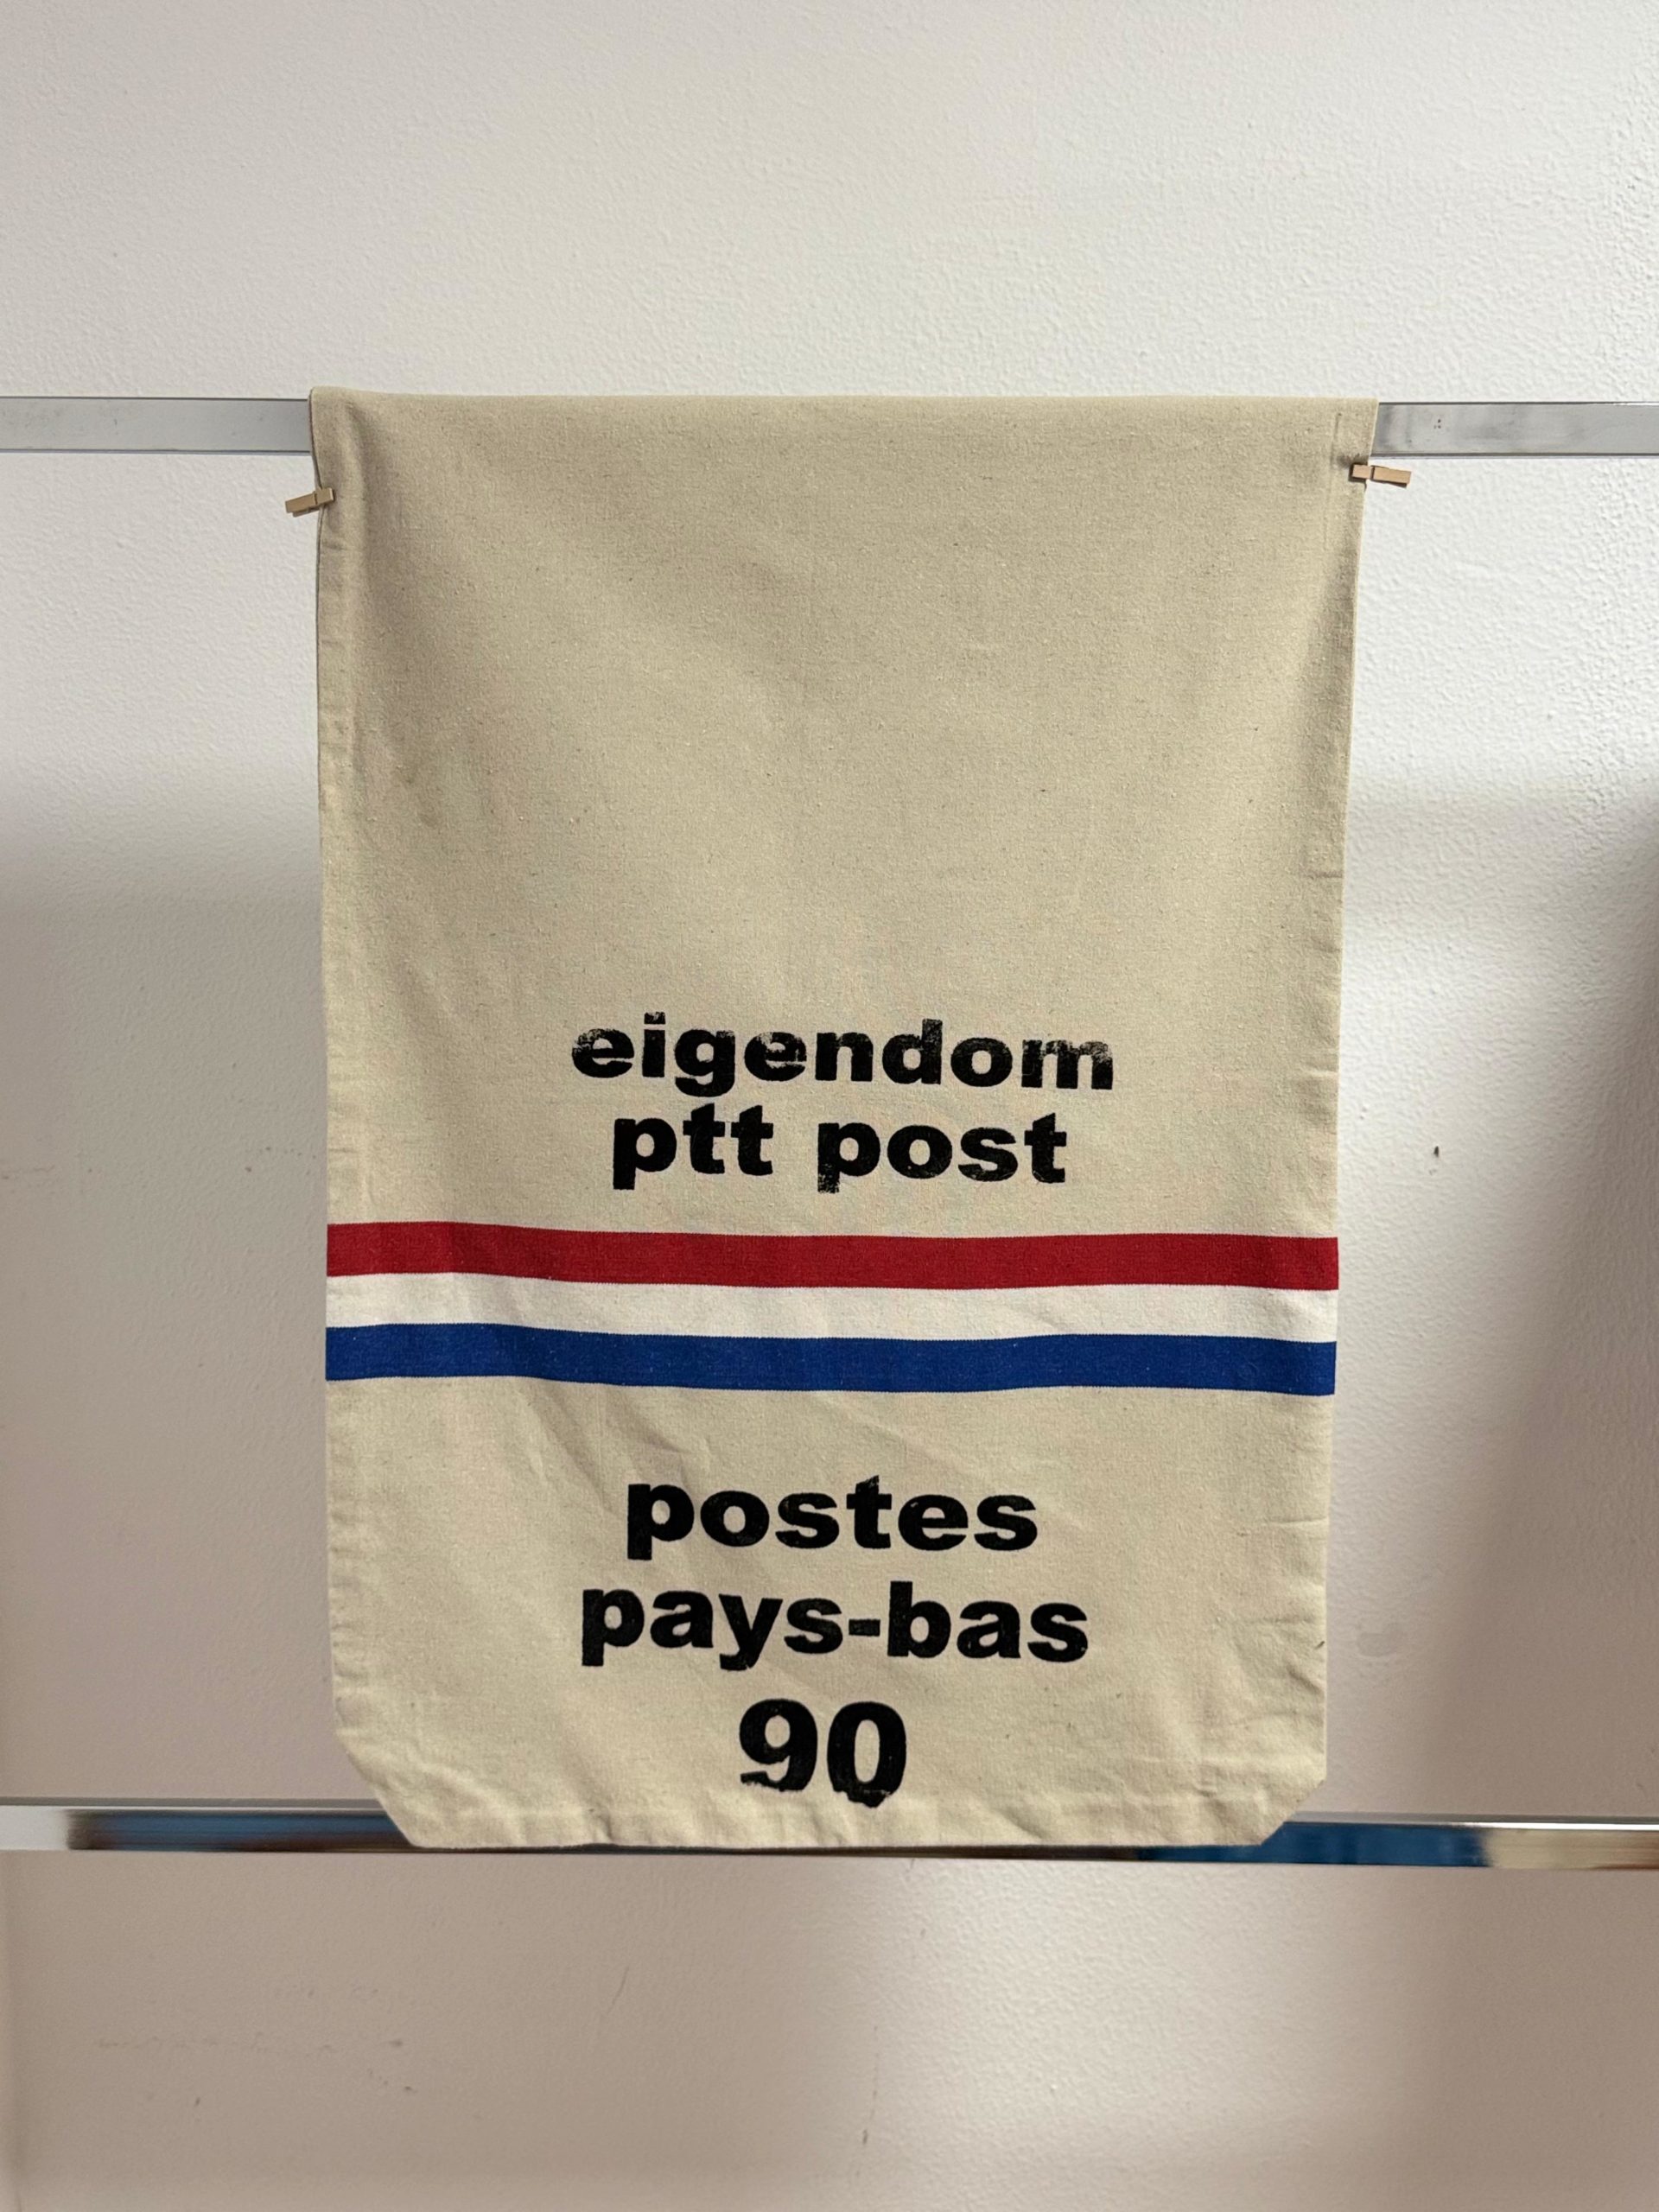 eigendom
ptt post
postes
pays-bas
90